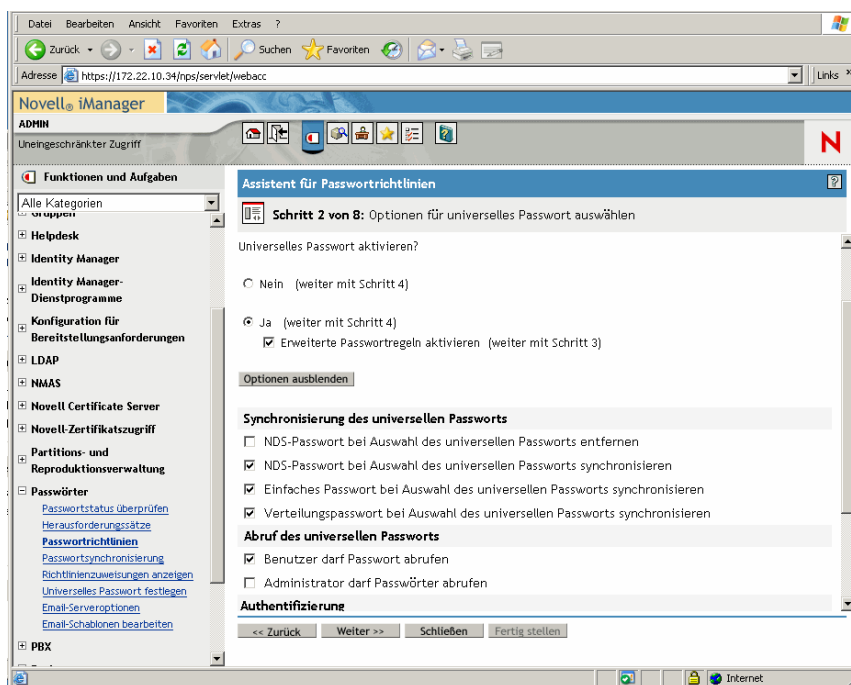 Datei Bearbeiten Ansicht Favoriten Extras ?
Zurück Suchen Favoriten
Adresse https://172.22.10.34/nps/servlet/webacc Links »
Novell® iManager
ADMIN
Uneingeschränkter Zugriff
N
Funktionen und Aufgaben
Alle Kategorien
Gruppen
Helpdesk
Identity Manager
Identity Manager-
Dienstprogramme
Konfiguration für
Bereitstellungsanforderungen
LDAP
NMAS
Novell Certificate Server
Novell-Zertifikatszugriff
Partitions- und
Reproduktionsverwaltung
Passwörter
Passwortstatus überprüfen
Herausforderungssätze
Passwortrichtlinien
Passwortsynchronisierung
Richtlinienzuweisungen anzeigen
Universelles Passwort festlegen
Email-Serveroptionen
Email-Schablonen bearbeiten
PBX
Assistent für Passwortrichtlinien
?
Schritt 2 von 8: Optionen für universelles Passwort auswählen
Universelles Passwort aktivieren?
Nein (weiter mit Schritt 4)
Ja (weiter mit Schritt 4)
Erweiterte Passwortregeln aktivieren (weiter mit Schritt 3)
Optionen ausblenden
Synchronisierung des universellen Passworts
NDS-Passwort bei Auswahl des universellen Passworts entfernen
NDS-Passwort bei Auswahl des universellen Passworts synchronisieren
Einfaches Passwort bei Auswahl des universellen Passworts synchronisieren
Verteilungspasswort bei Auswahl des universellen Passworts synchronisieren
Abruf des universellen Passworts
Benutzer darf Passwort abrufen
Administrator darf Passwörter abrufen
Authentifizierung
<< Zurück Weiter >> Schließen Fertig stellen
Internet